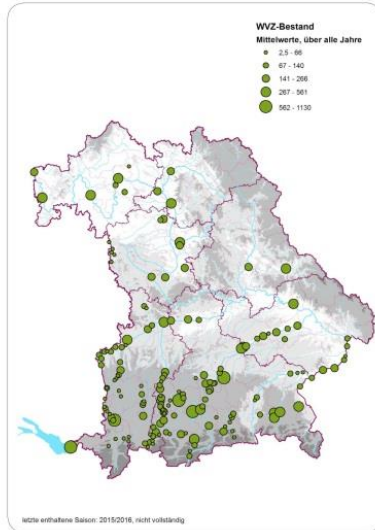 WVZ-Bestand
Mittelwerte, über alle Jahre
2,5 - 66
67 - 140
141 - 266
267 - 561
562 - 1130
letzte enthaltene Saison: 2015/2016, nicht vollständig